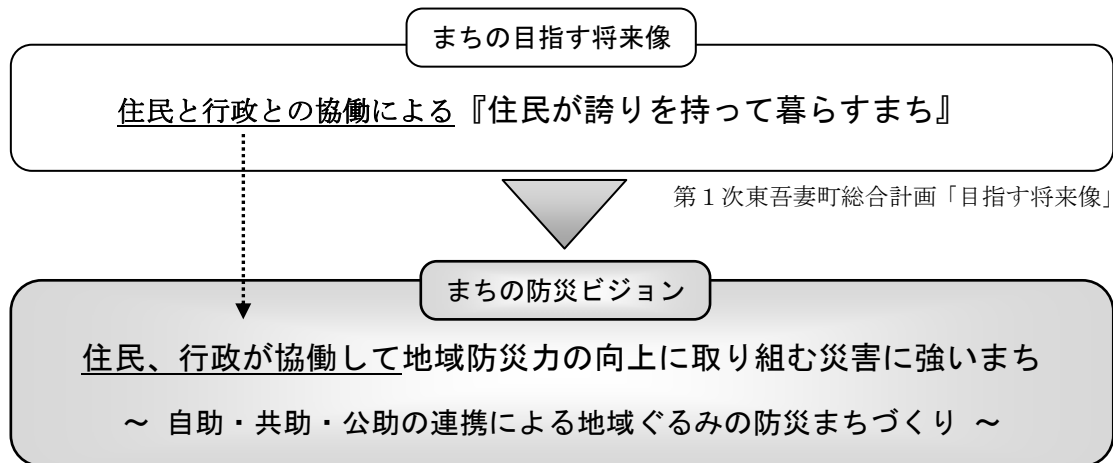 まちの目指す将来像
住民と行政との協働による『住民が誇りを持って暮らすまち』
第1次東吾妻町総合計画「目指す将来像」
まちの防災ビジョン
住民、行政が協働して地域防災力の向上に取り組む災害に強いまち
～ 自助・共助・公助の連携による地域ぐるみの防災まちづくり ～